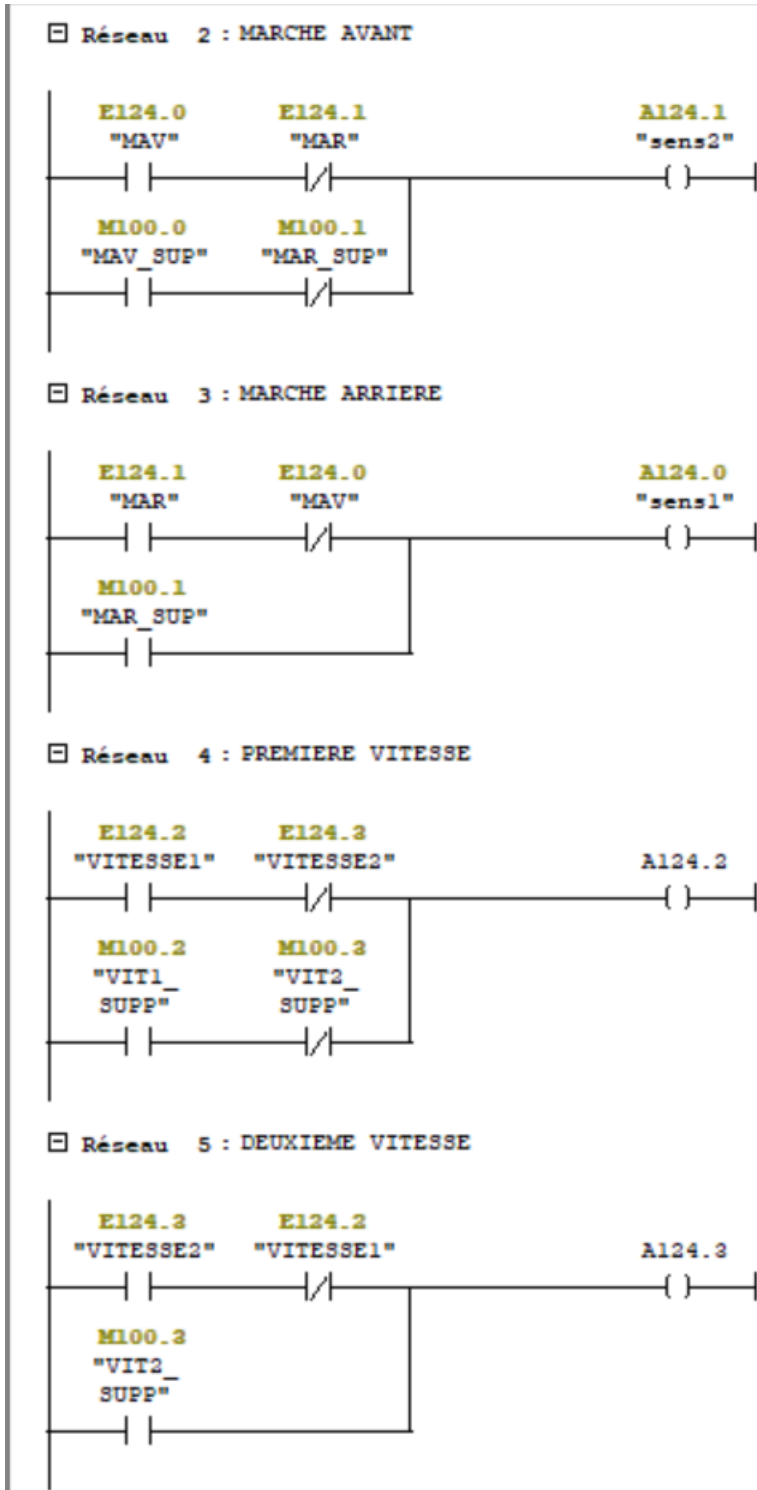 Réseau 2 : MARCHE AVANT
E124.0 E124.1 A124.1
"MAV" "MAR" "sens2"
M100.0 M100.1
"MAV_SUP" "MAR_SUP"
Réseau 3 : MARCHE ARRIERE
E124.1 E124.0 A124.0
"MAR" "MAV" "sens1"
M100.1
"MAR_SUP"
Réseau 4 : PREMIERE VITESSE
E124.2 E124.3
"VITESSE1" "VITESSE2" A124.2
M100.2 M100.3
"VIT1_ "VIT2_
SUPP" SUPP"
Réseau 5 : DEUXIEME VITESSE
E124.3 E124.2
"VITESSE2" "VITESSE1" A124.3
M100.3
"VIT2_
SUPP"